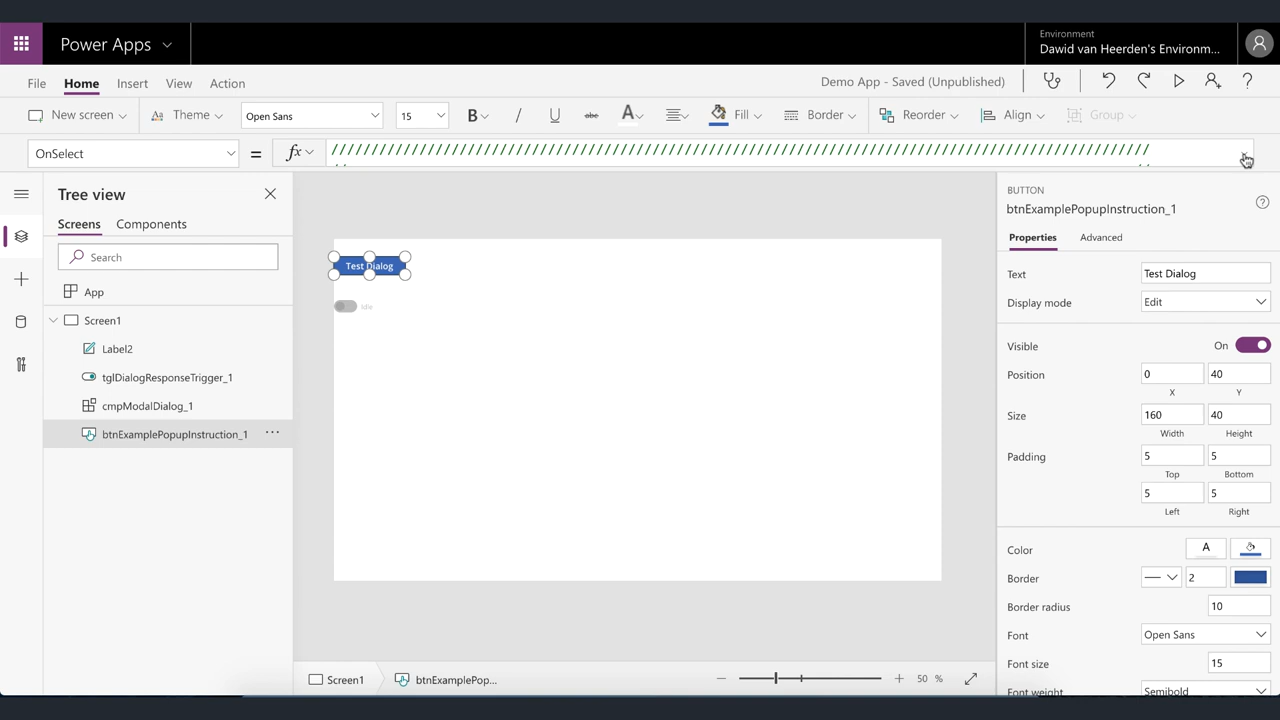 Power Apps
Environment
Dawid van Heerden's Environm...
File Home Insert View Action
Demo App - Saved (Unpublished)
New screen
Theme
Open Sans
15
B
/
U
abc
A
Fill
Border
Reorder
Align
Group
OnSelect
=
fx
//////////////////////////////////////////////////////////////////////////////////////////////////////
Tree view
Screens Components
Search
App
Screen1
Label2
tglDialogResponseTrigger_1
cmpModalDialog_1
btnExamplePopupInstruction_1
Test Dialog
Idle
Screen1
btnExamplePop...
50 %
BUTTON
btnExamplePopupInstruction_1
Properties Advanced
Text Test Dialog
Display mode Edit
Visible On
Position 0 40
X Y
Size 160 40
Width Height
Padding 5 5
Top Bottom
5 5
Left Right
Color A
Border 2
Border radius 10
Font Open Sans
Font size 15
Font weight Semibold